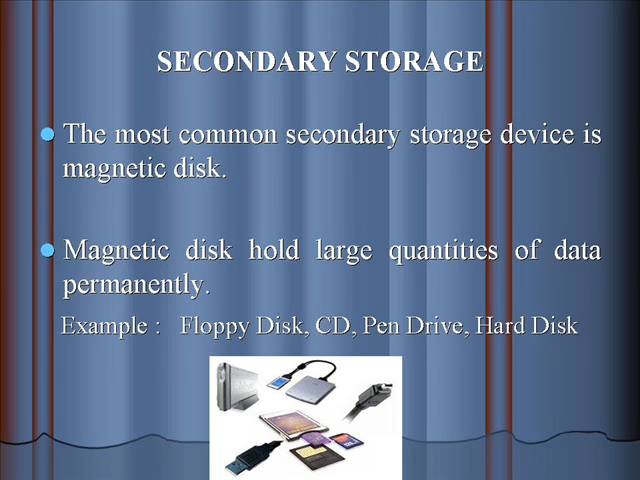 SECONDARY STORAGE
The most common secondary storage device is
magnetic disk.
Magnetic disk hold large quantities of data
permanently.
Example : Floppy Disk, CD, Pen Drive, Hard Disk